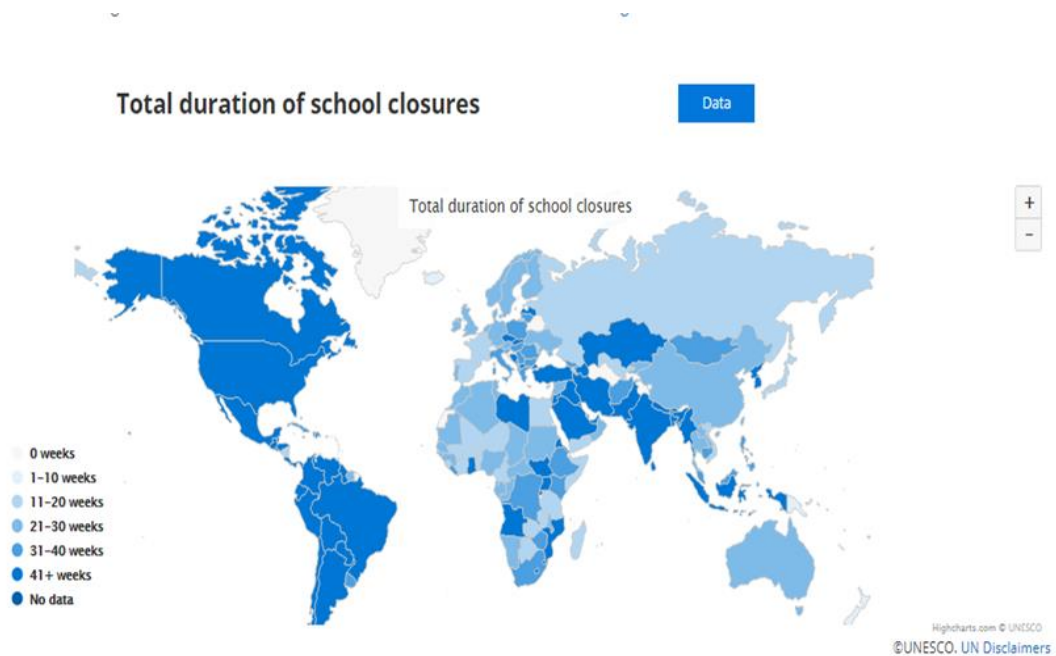 Total duration of school closures
Data
Total duration of school closures
+
−
0 weeks
1–10 weeks
11–20 weeks
21–30 weeks
31–40 weeks
41+ weeks
No data
Highcharts.com © UNESCO
©UNESCO. UN Disclaimers